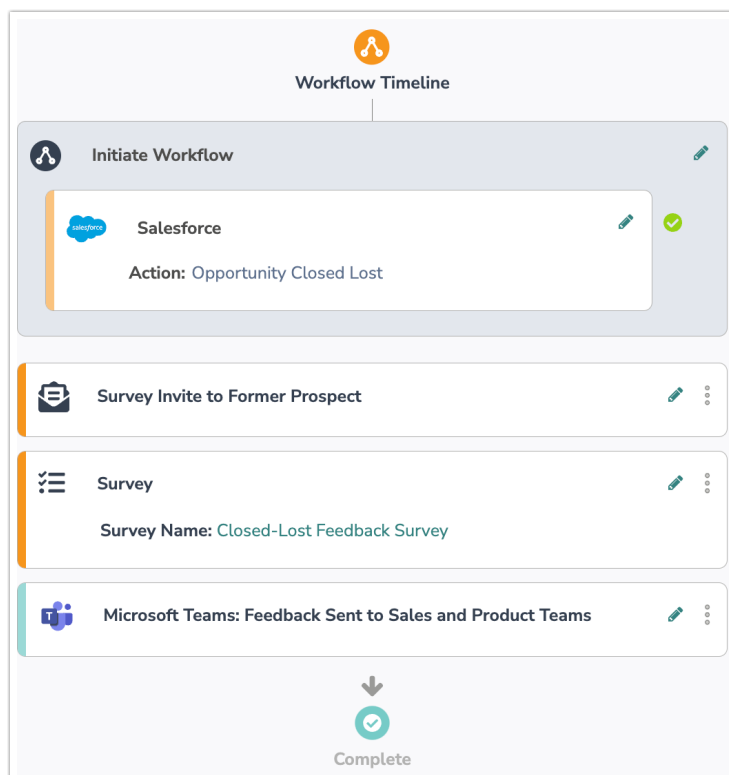 Workflow Timeline
Initiate Workflow
salesforce
Salesforce
Action: Opportunity Closed Lost
Survey Invite to Former Prospect
Survey
Survey Name: Closed-Lost Feedback Survey
T
Microsoft Teams: Feedback Sent to Sales and Product Teams
Complete